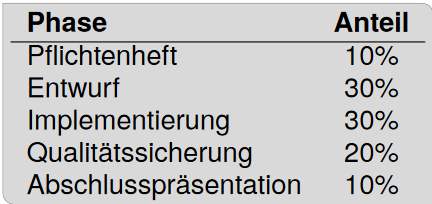 Phase Anteil
Pflichtenheft 10%
Entwurf 30%
Implementierung 30%
Qualitätssicherung 20%
Abschlusspräsentation 10%